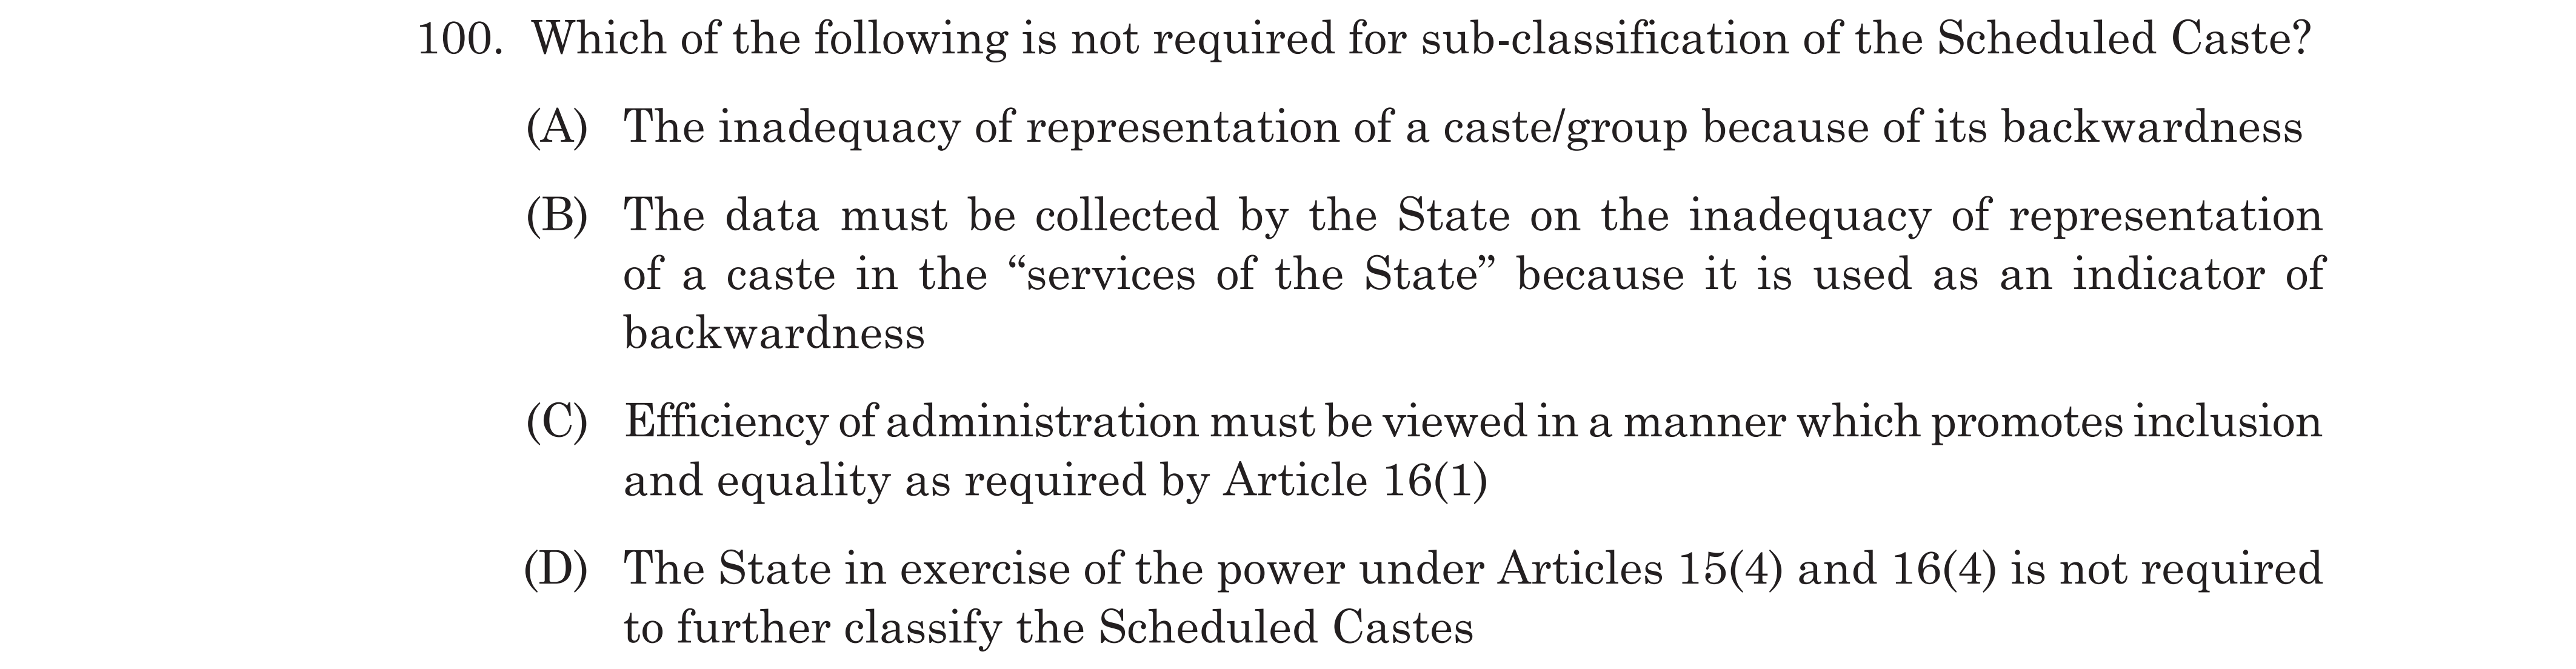 100. Which of the following is not required for sub-classification of the Scheduled Caste?
(A) The inadequacy of representation of a caste/group because of its backwardness
(B) The data must be collected by the State on the inadequacy of representation
of a caste in the “services of the State” because it is used as an indicator of
backwardness
(C) Efficiency of administration must be viewed in a manner which promotes inclusion
and equality as required by Article 16(1)
(D) The State in exercise of the power under Articles 15(4) and 16(4) is not required
to further classify the Scheduled Castes